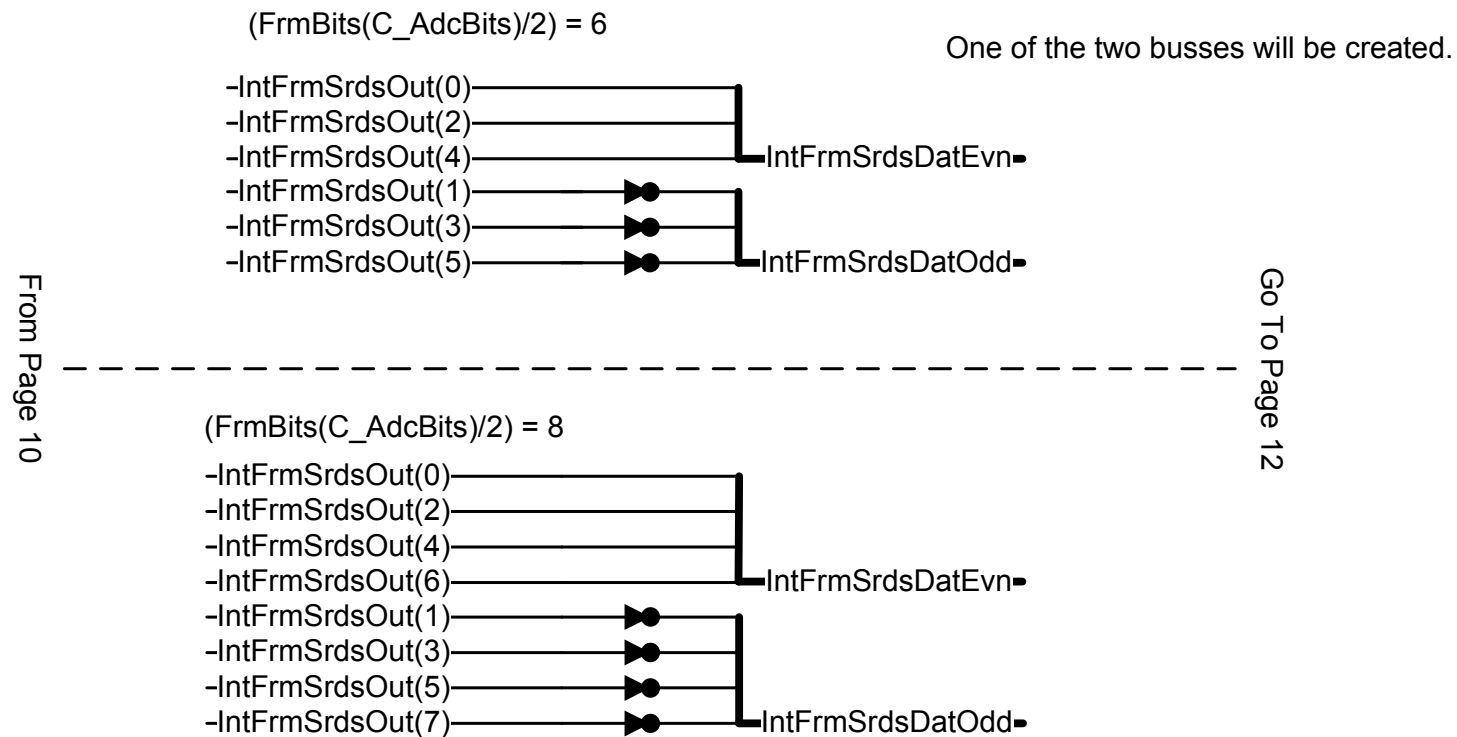 (FrmBits(C_AdcBits)/2) = 6
One of the two busses will be created.
IntFrmSrdsOut(0)
IntFrmSrdsOut(2)
IntFrmSrdsOut(4)
IntFrmSrdsDatEvn
IntFrmSrdsOut(1)
IntFrmSrdsOut(3)
IntFrmSrdsOut(5)
IntFrmSrdsDatOdd
From Page 10
Go To Page 12
(FrmBits(C_AdcBits)/2) = 8
IntFrmSrdsOut(0)
IntFrmSrdsOut(2)
IntFrmSrdsOut(4)
IntFrmSrdsOut(6)
IntFrmSrdsDatEvn
IntFrmSrdsOut(1)
IntFrmSrdsOut(3)
IntFrmSrdsOut(5)
IntFrmSrdsOut(7)
IntFrmSrdsDatOdd